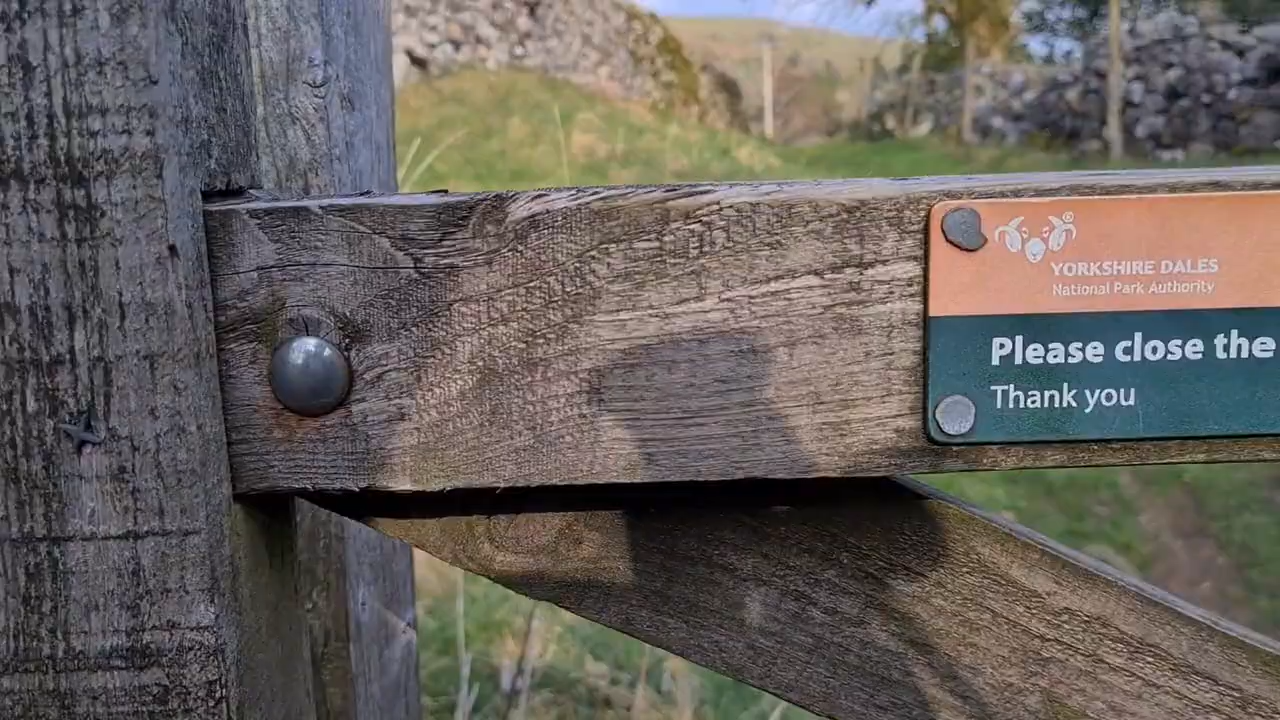 YORKSHIRE DALES
National Park Authority
Please close the
Thank you